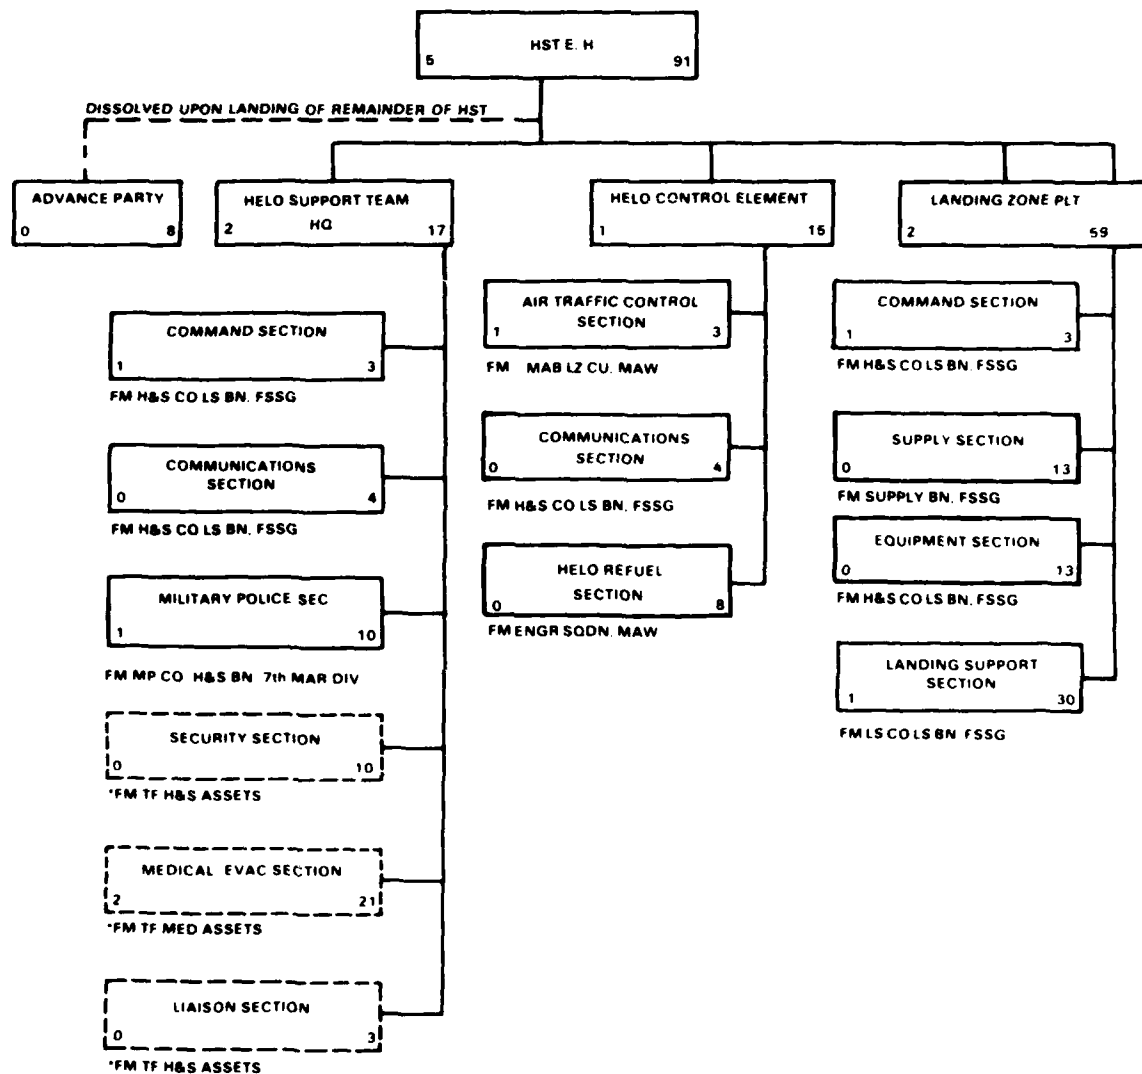 HST E. H
5 91
DISSOLVED UPON LANDING OF REMAINDER OF HST
ADVANCE PARTY
0 8
HELO SUPPORT TEAM
HQ
2 17
HELO CONTROL ELEMENT
1 15
LANDING ZONE PLT
2 59
COMMAND SECTION
1 3
FM H&S CO LS BN. FSSG
COMMUNICATIONS
SECTION
0 4
FM H&S CO LS BN. FSSG
MILITARY POLICE SEC
1 10
FM MP CO H&S BN 7th MAR DIV
SECURITY SECTION
0 10
*FM TF H&S ASSETS
MEDICAL EVAC SECTION
2 21
*FM TF MED ASSETS
LIAISON SECTION
0 3
*FM TF H&S ASSETS
AIR TRAFFIC CONTROL
SECTION
1 3
FM MAB LZ CU. MAW
COMMUNICATIONS
SECTION
0 4
FM H&S CO LS BN. FSSG
HELO REFUEL
SECTION
0 8
FM ENGR SQDN. MAW
COMMAND SECTION
1 3
FM H&S CO LS BN. FSSG
SUPPLY SECTION
0 13
FM SUPPLY BN. FSSG
EQUIPMENT SECTION
0 13
FM H&S CO LS BN. FSSG
LANDING SUPPORT
SECTION
1 30
FM LS CO LS BN FSSG